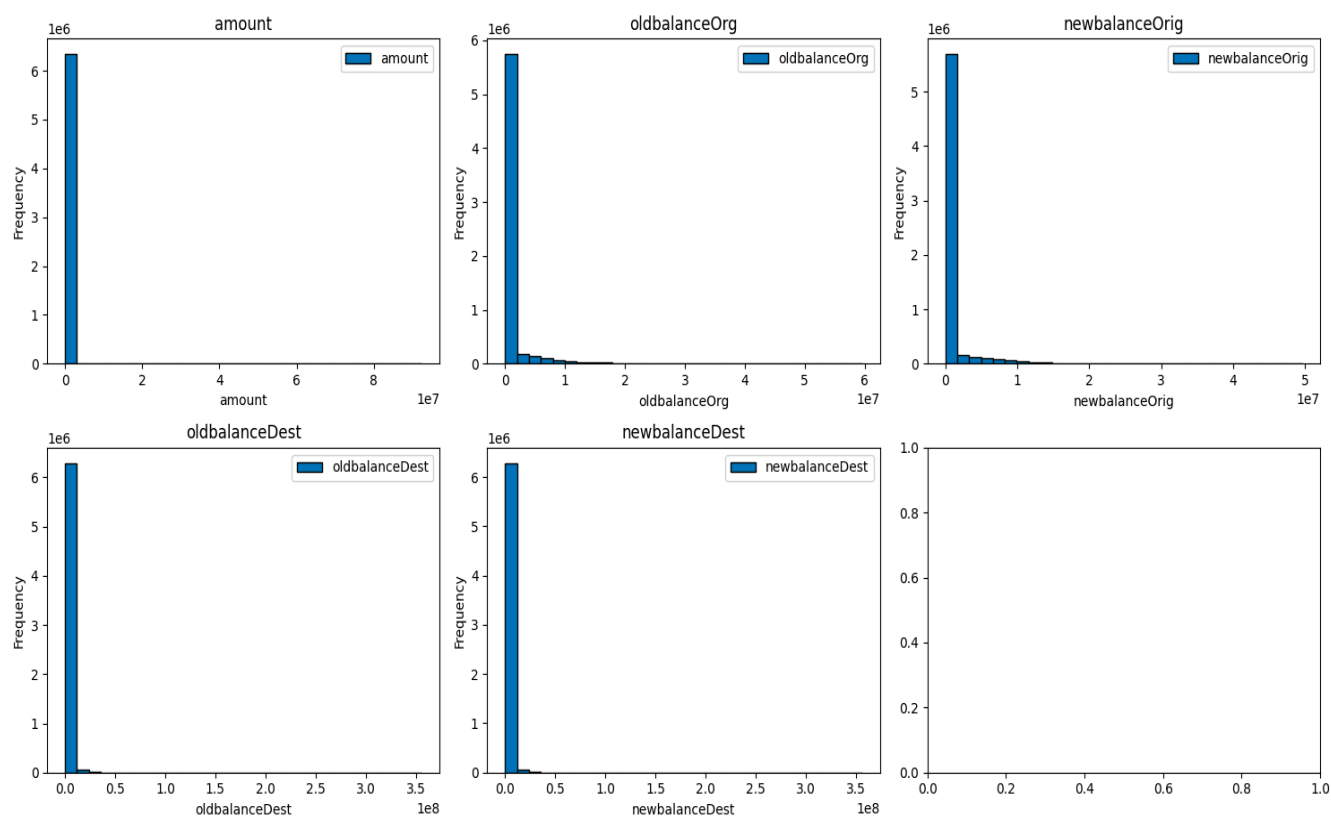 amount
1e6
amount
Frequency
6
5
4
3
2
1
0
0 2 4 6 8
1e7
amount
oldbalanceOrg
1e6
oldbalanceOrg
Frequency
6
5
4
3
2
1
0
0 1 2 3 4 5 6
1e7
oldbalanceOrg
newbalanceOrig
1e6
newbalanceOrig
Frequency
5
4
3
2
1
0
0 1 2 3 4 5
1e7
newbalanceOrig
oldbalanceDest
1e6
oldbalanceDest
Frequency
6
5
4
3
2
1
0
0.0 0.5 1.0 1.5 2.0 2.5 3.0 3.5
1e8
oldbalanceDest
newbalanceDest
1e6
newbalanceDest
Frequency
6
5
4
3
2
1
0
0.0 0.5 1.0 1.5 2.0 2.5 3.0 3.5
1e8
newbalanceDest
1.0
0.8
0.6
0.4
0.2
0.0
0.0 0.2 0.4 0.6 0.8 1.0